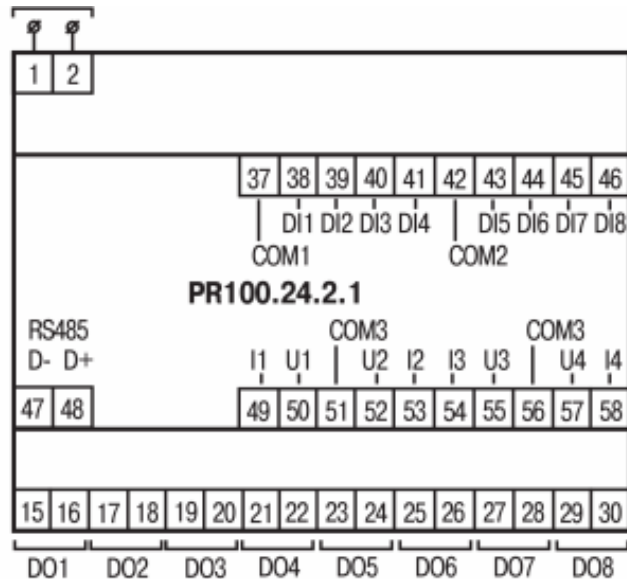 ø ø
1 2
37 38 39 40 41 42 43 44 45 46
DI1 DI2 DI3 DI4 DI5 DI6 DI7 DI8
COM1 COM2
PR100.24.2.1
RS485 COM3 COM3
D- D+ I1 U1 U2 I2 I3 U3 U4 I4
47 48 49 50 51 52 53 54 55 56 57 58
15 16 17 18 19 20 21 22 23 24 25 26 27 28 29 30
DO1 DO2 DO3 DO4 DO5 DO6 DO7 DO8